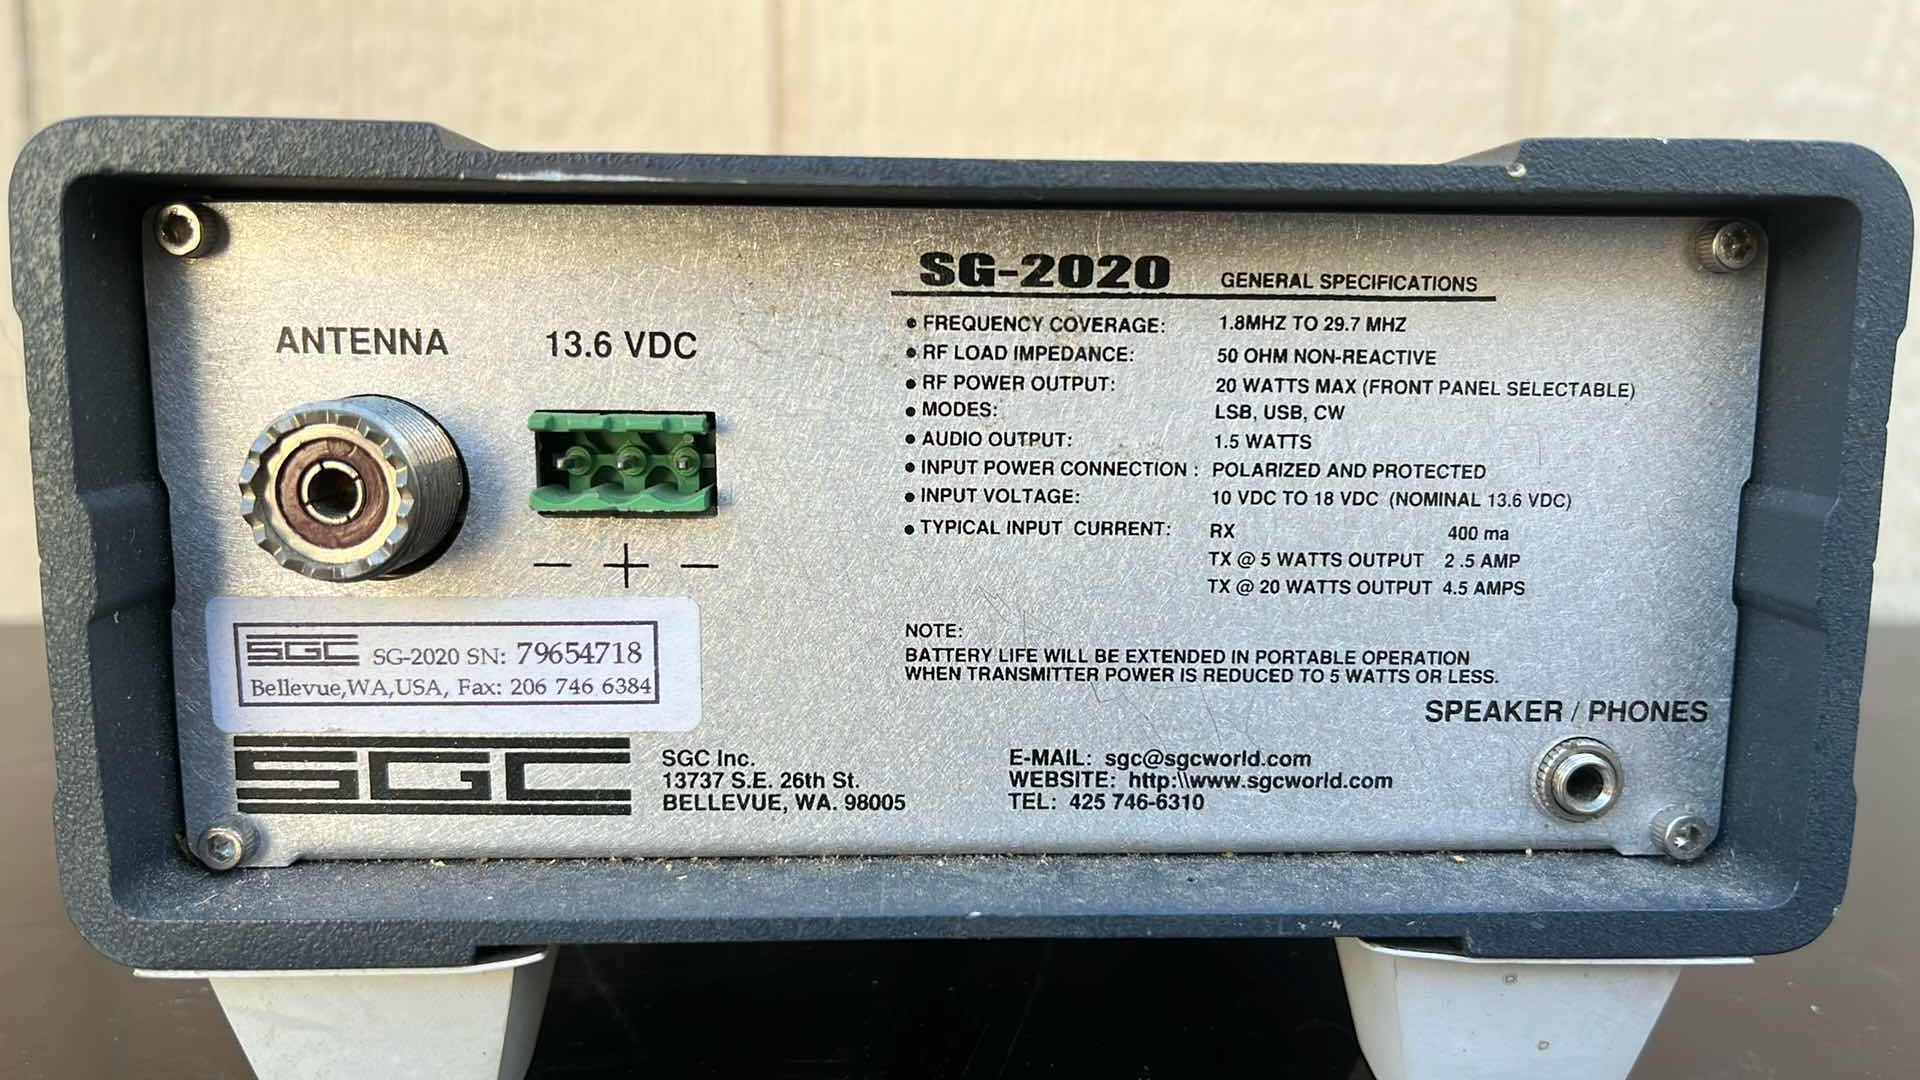 SG-2020 GENERAL SPECIFICATIONS
ANTENNA
13.6 VDC
− + −
• FREQUENCY COVERAGE: 1.8MHZ TO 29.7 MHZ
• RF LOAD IMPEDANCE: 50 OHM NON-REACTIVE
• RF POWER OUTPUT: 20 WATTS MAX (FRONT PANEL SELECTABLE)
• MODES: LSB, USB, CW
• AUDIO OUTPUT: 1.5 WATTS
• INPUT POWER CONNECTION : POLARIZED AND PROTECTED
• INPUT VOLTAGE: 10 VDC TO 18 VDC (NOMINAL 13.6 VDC)
• TYPICAL INPUT CURRENT: RX 400 ma
TX @ 5 WATTS OUTPUT 2 .5 AMP
TX @ 20 WATTS OUTPUT 4.5 AMPS
NOTE:
BATTERY LIFE WILL BE EXTENDED IN PORTABLE OPERATION
WHEN TRANSMITTER POWER IS REDUCED TO 5 WATTS OR LESS.
SGC SG-2020 SN: 79654718
Bellevue,WA,USA, Fax: 206 746 6384
SPEAKER / PHONES
SGC
SGC Inc.
13737 S.E. 26th St.
BELLEVUE, WA. 98005
E-MAIL: sgc@sgcworld.com
WEBSITE: http:\\www.sgcworld.com
TEL: 425 746-6310